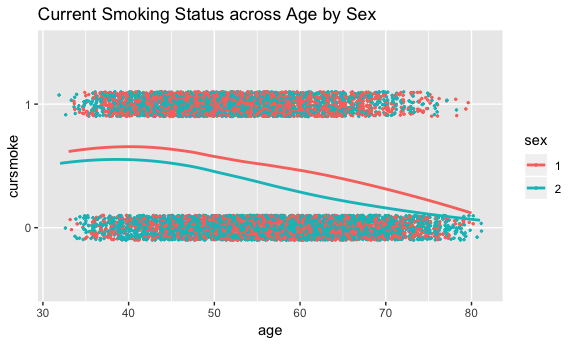 Current Smoking Status across Age by Sex
cursmoke
1
0
30 40 50 60 70 80
age
sex
1
2